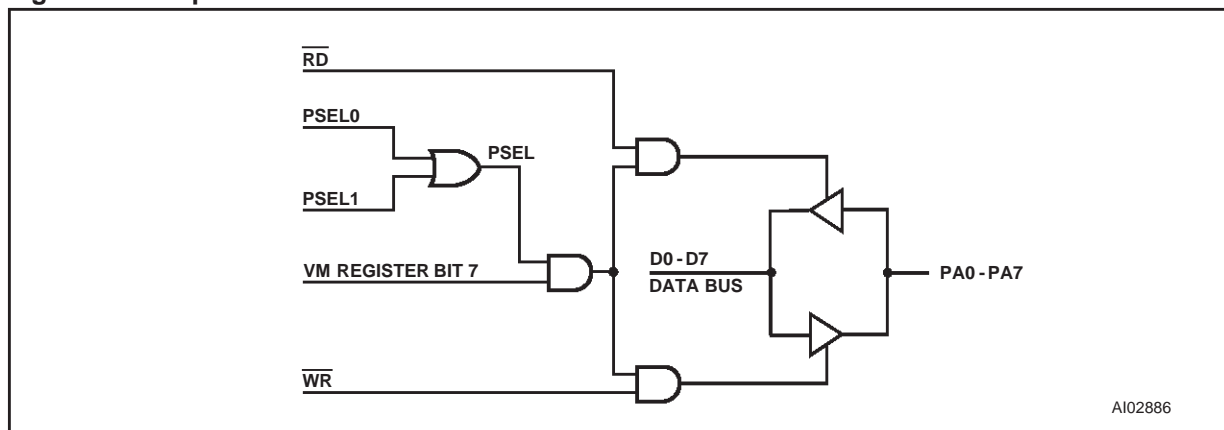 RD
PSEL0
PSEL
PSEL1
VM REGISTER BIT 7
D0 - D7
DATA BUS
PA0 - PA7
WR
AI02886